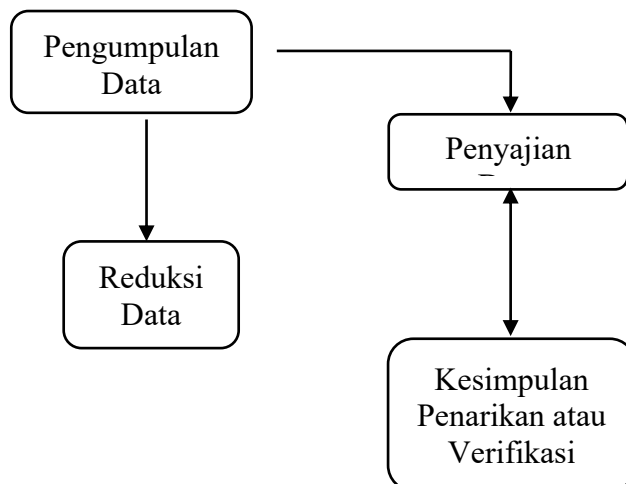 Pengumpulan
Data
Penyajian
Reduksi
Data
Kesimpulan
Penarikan atau
Verifikasi